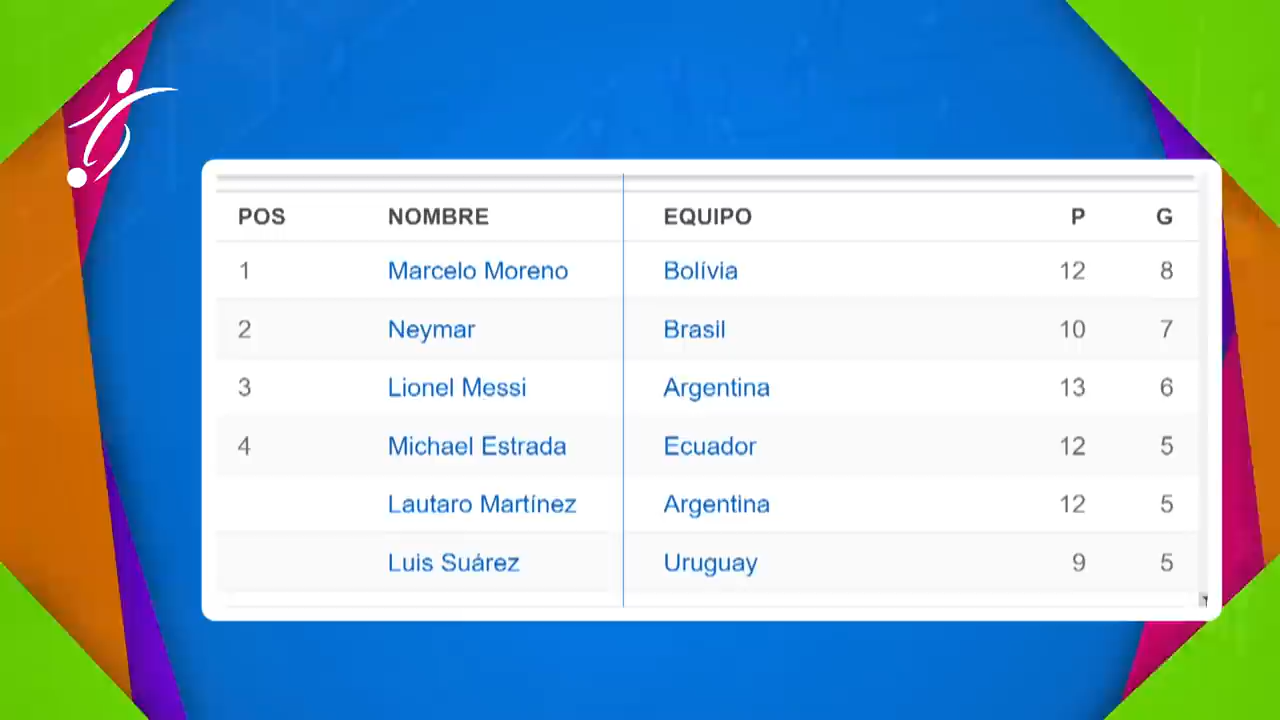 POS NOMBRE EQUIPO P G
1 Marcelo Moreno Bolívia 12 8
2 Neymar Brasil 10 7
3 Lionel Messi Argentina 13 6
4 Michael Estrada Ecuador 12 5
Lautaro Martínez Argentina 12 5
Luis Suárez Uruguay 9 5